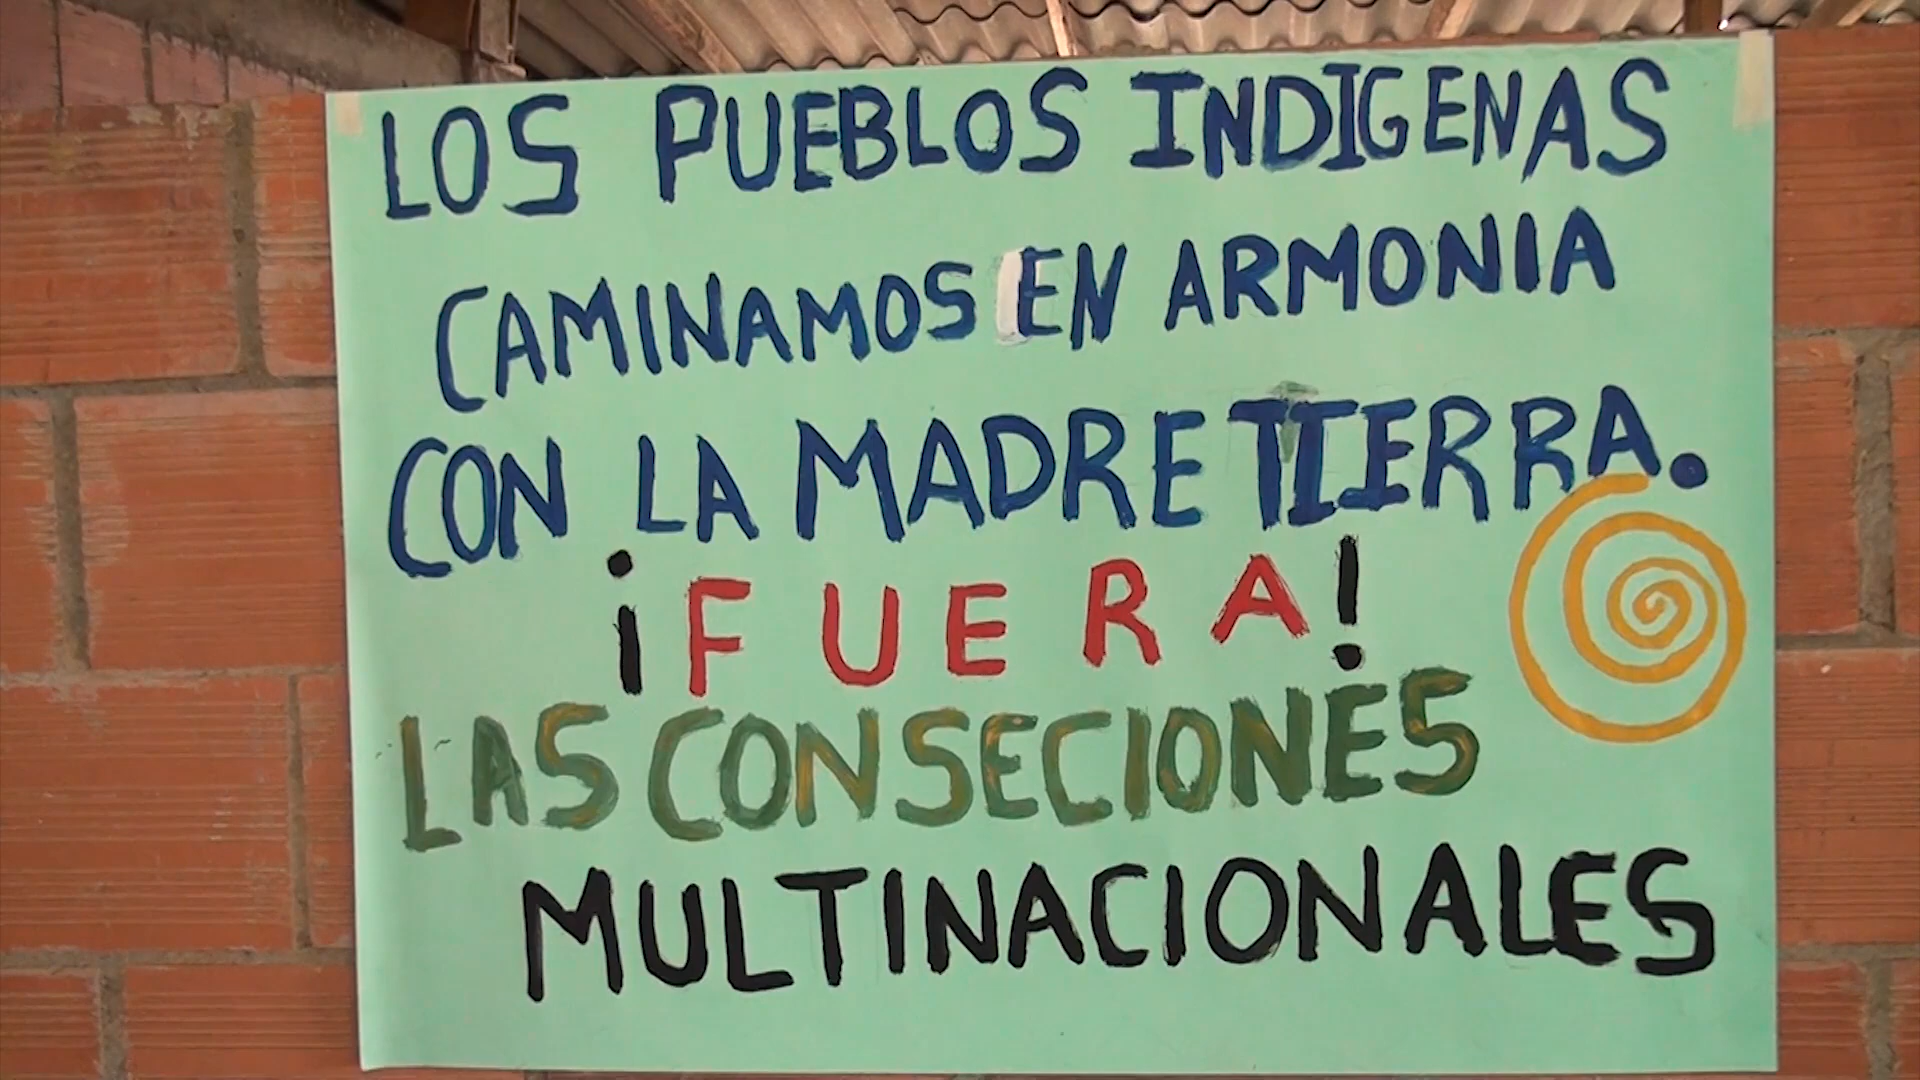 LOS PUEBLOS INDIGENAS
CAMINAMOS EN ARMONIA
CON LA MADRE TIERRA.
¡FUERA!
LAS CONSECIONES
MULTINACIONALES